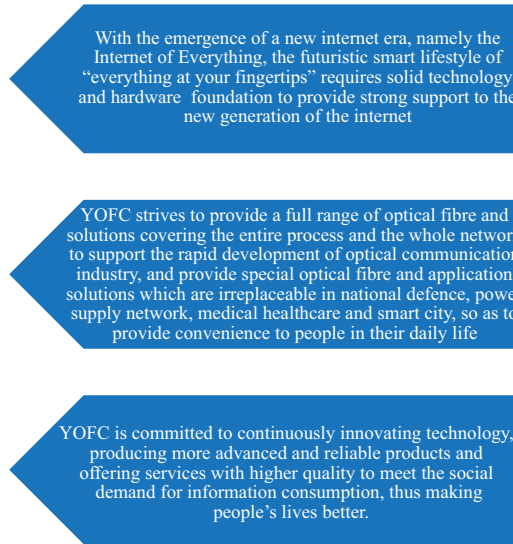 With the emergence of a new internet era, namely the
Internet of Everything, the futuristic smart lifestyle of
“everything at your fingertips” requires solid technology
and hardware foundation to provide strong support to the
new generation of the internet
YOFC strives to provide a full range of optical fibre and
solutions covering the entire process and the whole network
to support the rapid development of optical communication
industry, and provide special optical fibre and application
solutions which are irreplaceable in national defence, power
supply network, medical healthcare and smart city, so as to
provide convenience to people in their daily life
YOFC is committed to continuously innovating technology,
producing more advanced and reliable products and
offering services with higher quality to meet the social
demand for information consumption, thus making
people’s lives better.